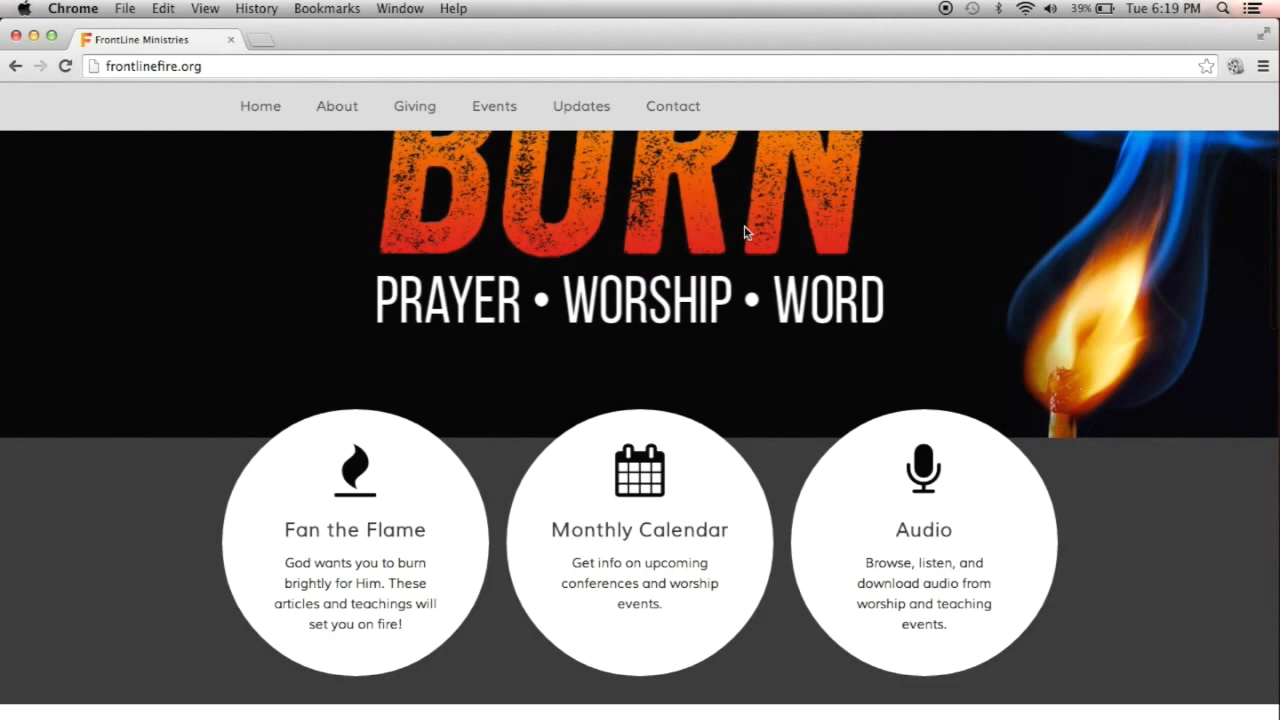 Chrome File Edit View History Bookmarks Window Help 39% Tue 6:19 PM
FrontLine Ministries
frontlinefire.org
Home About Giving Events Updates Contact
BURN
PRAYER • WORSHIP • WORD
Fan the Flame
God wants you to burn
brightly for Him. These
articles and teachings will
set you on fire!
Monthly Calendar
Get info on upcoming
conferences and worship
events.
Audio
Browse, listen, and
download audio from
worship and teaching
events.